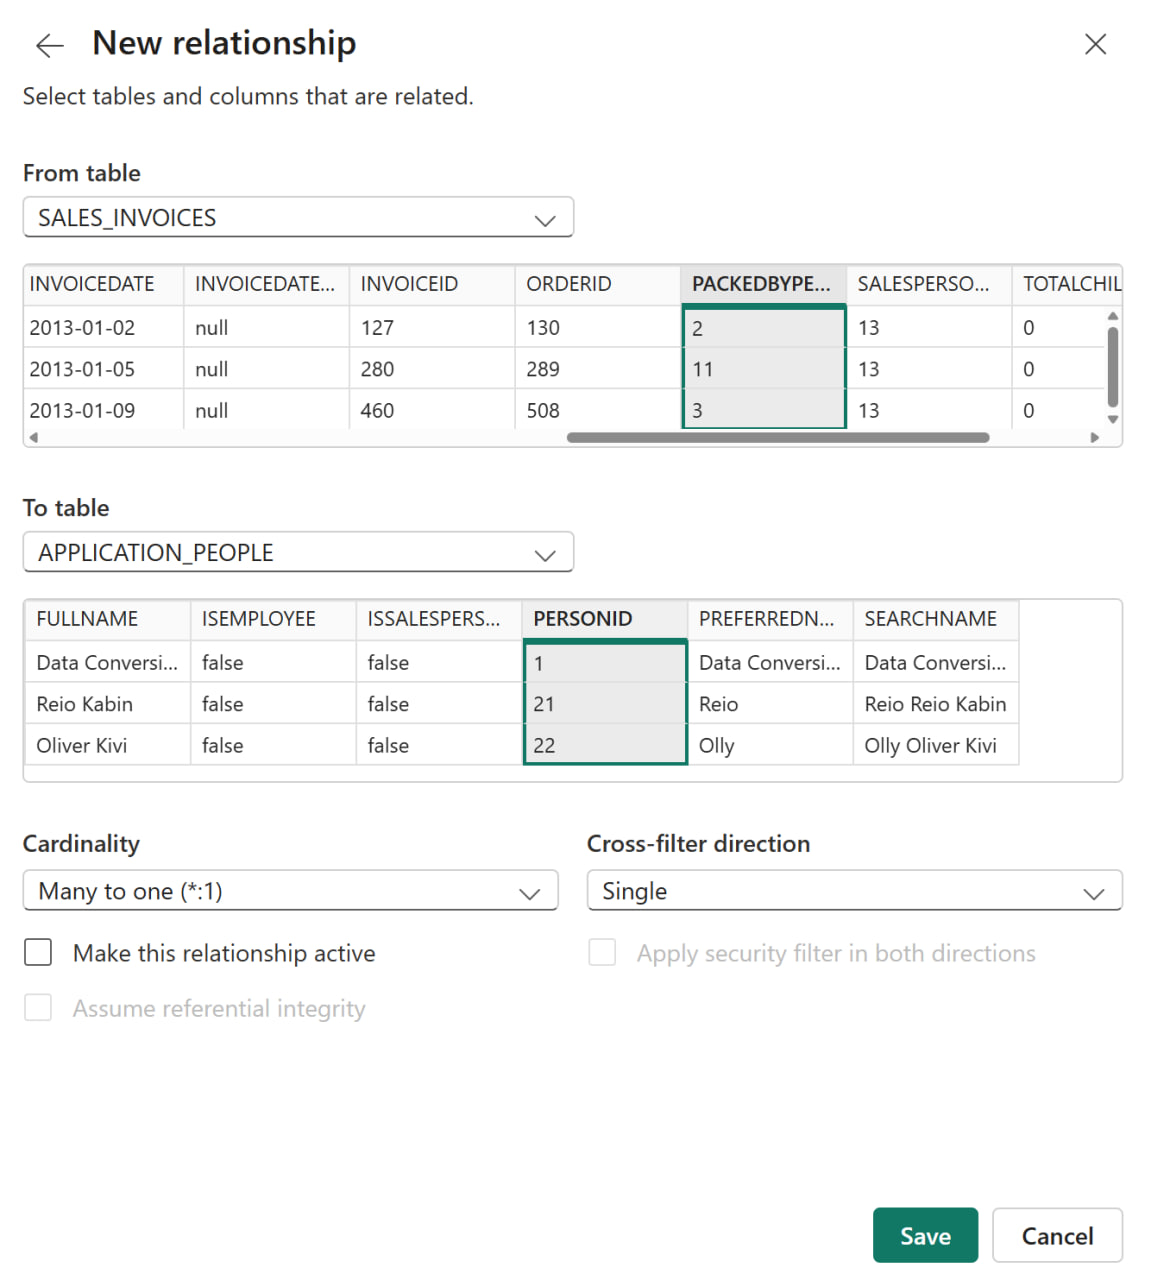 New relationship
Select tables and columns that are related.
From table
SALES_INVOICES
INVOICEDATE INVOICEDATE... INVOICEID ORDERID PACKEDBYPE... SALESPERSO... TOTALCHIL
2013-01-02 null 127 130 2 13 0
2013-01-05 null 280 289 11 13 0
2013-01-09 null 460 508 3 13 0
To table
APPLICATION_PEOPLE
FULLNAME ISEMPLOYEE ISSALESPERS... PERSONID PREFERREDN... SEARCHNAME
Data Conversi... false false 1 Data Conversi... Data Conversi...
Reio Kabin false false 21 Reio Reio Reio Kabin
Oliver Kivi false false 22 Olly Olly Oliver Kivi
Cardinality Cross-filter direction
Many to one (*:1) Single
Make this relationship active Apply security filter in both directions
Assume referential integrity
Save Cancel